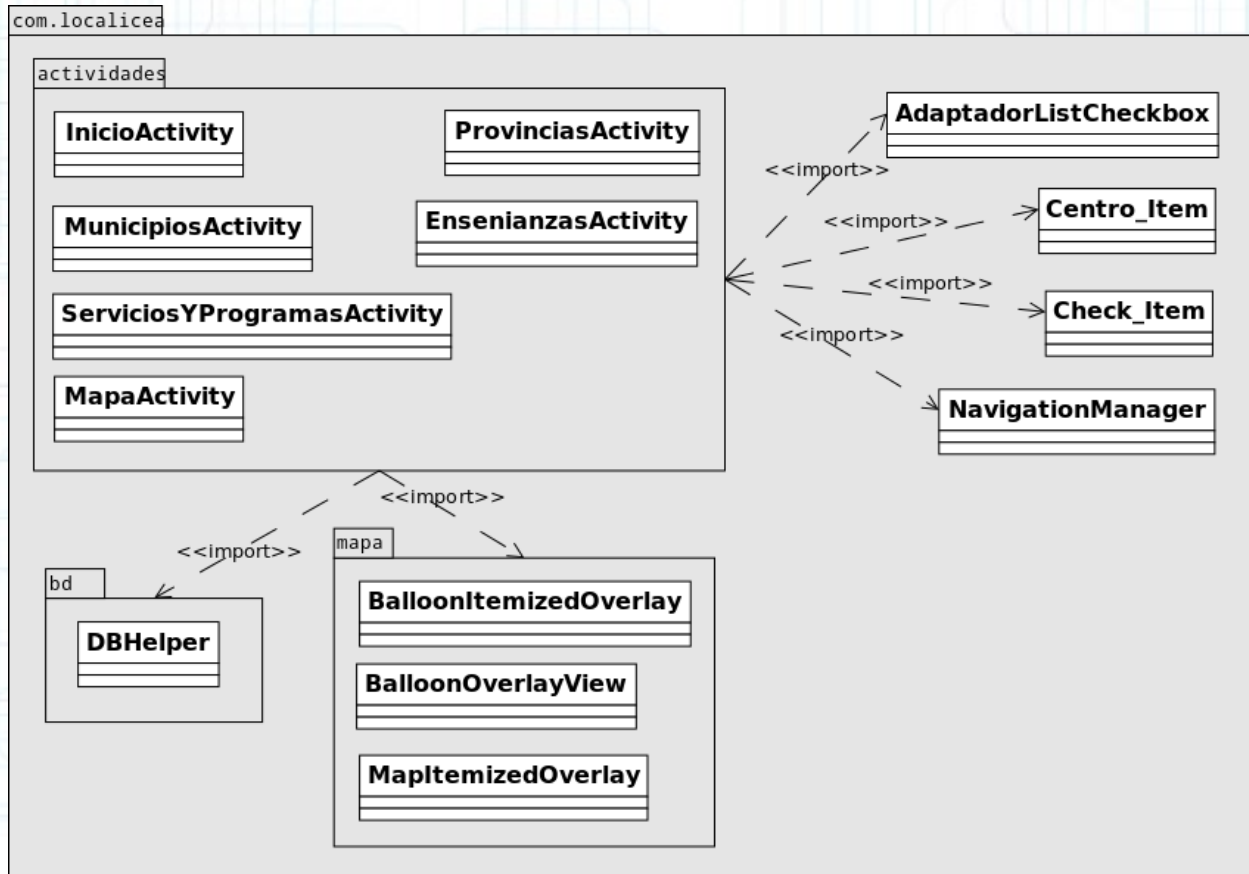 com.localicea
actividades
InicioActivity
ProvinciasActivity
MunicipiosActivity
EnsenianzasActivity
ServiciosYProgramasActivity
MapaActivity
AdaptadorListCheckbox
<<import>>
Centro_Item
<<import>>
Check_Item
<<import>>
<<import>>
NavigationManager
<<import>>
<<import>>
bd
DBHelper
mapa
BalloonItemizedOverlay
BalloonOverlayView
MapItemizedOverlay